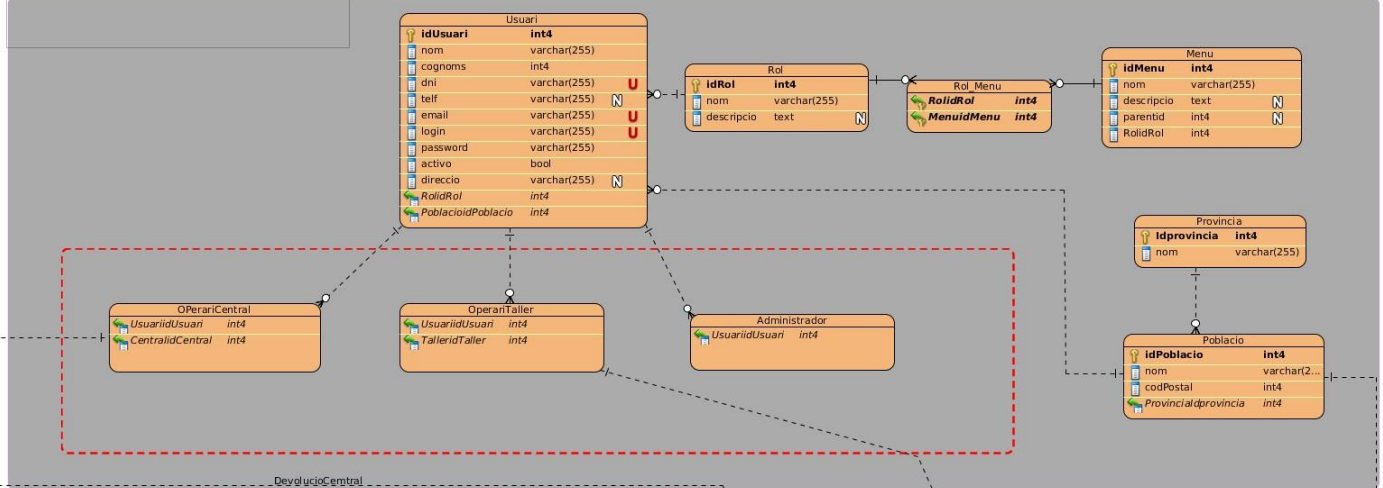 Usuari
idUsuari int4
nom varchar(255)
cognoms int4
dni varchar(255) U
telf varchar(255) N
email varchar(255) U
login varchar(255) U
password varchar(255)
activo bool
direccio varchar(255) N
RolidRol int4
PoblacioidPoblacio int4
Rol
idRol int4
nom varchar(255)
descripcio text N
Rol_Menu
RolidRol int4
MenuidMenu int4
Menu
idMenu int4
nom varchar(255)
descripcio text N
parentid int4 N
RolidRol int4
Provincia
Idprovincia int4
nom varchar(255)
OPerariCentral
UsuariidUsuari int4
CentralidCentral int4
OperariTaller
UsuariidUsuari int4
TalleridTaller int4
Administrador
UsuariidUsuari int4
Poblacio
idPoblacio int4
nom varchar(2...
codPostal int4
ProvinciaIdprovincia int4
DevolucioCemtral